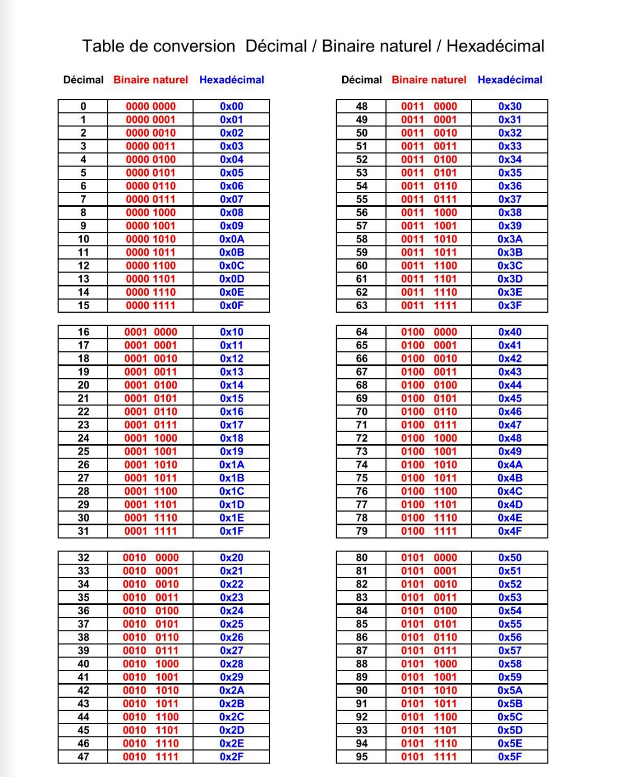 Table de conversion Décimal / Binaire naturel / Hexadécimal
Décimal Binaire naturel Hexadécimal
0 0000 0000 0x00
1 0000 0001 0x01
2 0000 0010 0x02
3 0000 0011 0x03
4 0000 0100 0x04
5 0000 0101 0x05
6 0000 0110 0x06
7 0000 0111 0x07
8 0000 1000 0x08
9 0000 1001 0x09
10 0000 1010 0x0A
11 0000 1011 0x0B
12 0000 1100 0x0C
13 0000 1101 0x0D
14 0000 1110 0x0E
15 0000 1111 0x0F
16 0001 0000 0x10
17 0001 0001 0x11
18 0001 0010 0x12
19 0001 0011 0x13
20 0001 0100 0x14
21 0001 0101 0x15
22 0001 0110 0x16
23 0001 0111 0x17
24 0001 1000 0x18
25 0001 1001 0x19
26 0001 1010 0x1A
27 0001 1011 0x1B
28 0001 1100 0x1C
29 0001 1101 0x1D
30 0001 1110 0x1E
31 0001 1111 0x1F
32 0010 0000 0x20
33 0010 0001 0x21
34 0010 0010 0x22
35 0010 0011 0x23
36 0010 0100 0x24
37 0010 0101 0x25
38 0010 0110 0x26
39 0010 0111 0x27
40 0010 1000 0x28
41 0010 1001 0x29
42 0010 1010 0x2A
43 0010 1011 0x2B
44 0010 1100 0x2C
45 0010 1101 0x2D
46 0010 1110 0x2E
47 0010 1111 0x2F
Décimal Binaire naturel Hexadécimal
48 0011 0000 0x30
49 0011 0001 0x31
50 0011 0010 0x32
51 0011 0011 0x33
52 0011 0100 0x34
53 0011 0101 0x35
54 0011 0110 0x36
55 0011 0111 0x37
56 0011 1000 0x38
57 0011 1001 0x39
58 0011 1010 0x3A
59 0011 1011 0x3B
60 0011 1100 0x3C
61 0011 1101 0x3D
62 0011 1110 0x3E
63 0011 1111 0x3F
64 0100 0000 0x40
65 0100 0001 0x41
66 0100 0010 0x42
67 0100 0011 0x43
68 0100 0100 0x44
69 0100 0101 0x45
70 0100 0110 0x46
71 0100 0111 0x47
72 0100 1000 0x48
73 0100 1001 0x49
74 0100 1010 0x4A
75 0100 1011 0x4B
76 0100 1100 0x4C
77 0100 1101 0x4D
78 0100 1110 0x4E
79 0100 1111 0x4F
80 0101 0000 0x50
81 0101 0001 0x51
82 0101 0010 0x52
83 0101 0011 0x53
84 0101 0100 0x54
85 0101 0101 0x55
86 0101 0110 0x56
87 0101 0111 0x57
88 0101 1000 0x58
89 0101 1001 0x59
90 0101 1010 0x5A
91 0101 1011 0x5B
92 0101 1100 0x5C
93 0101 1101 0x5D
94 0101 1110 0x5E
95 0101 1111 0x5F